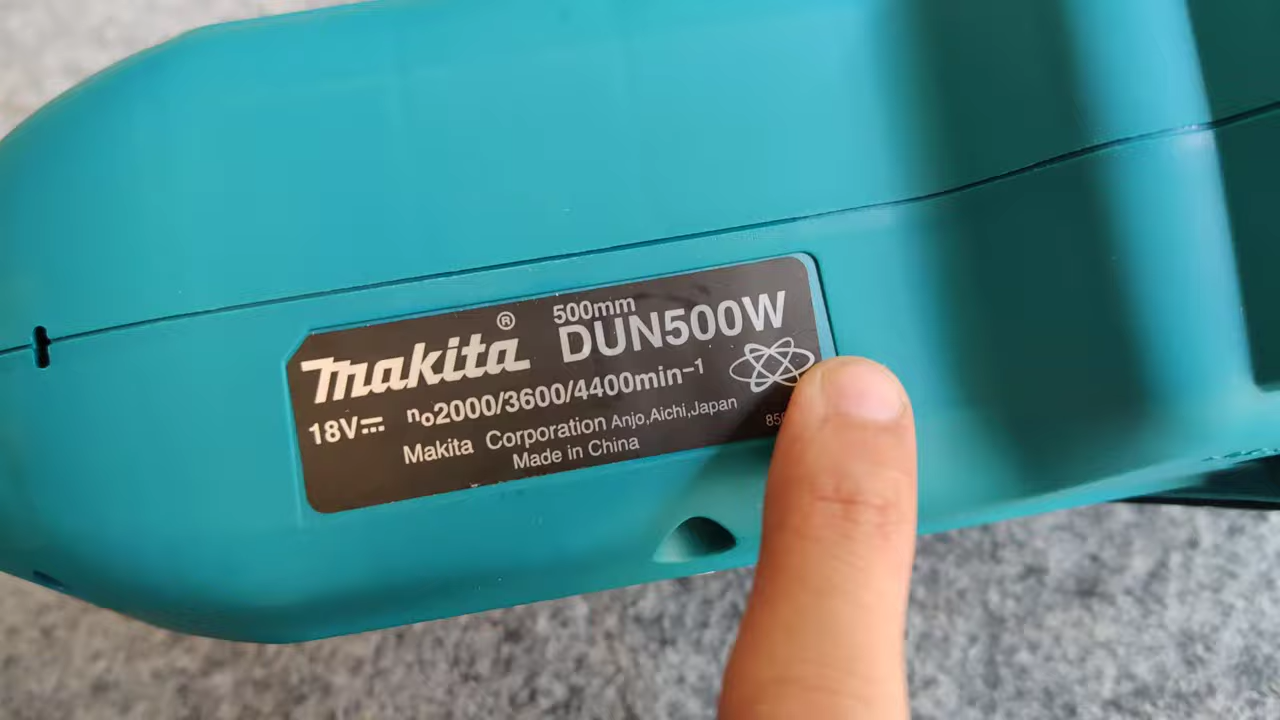 500mm
makita® DUN500W
18V⎓ n₀2000/3600/4400min⁻¹
Makita Corporation Anjo,Aichi,Japan
Made in China